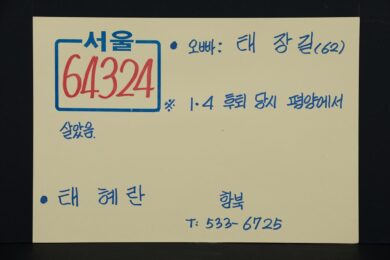 서울
64324
• 오빠: 태 장길(62)
※ 1·4 후퇴 당시 평양에서
살았음.
• 태 혜란
함북
T: 533-6725